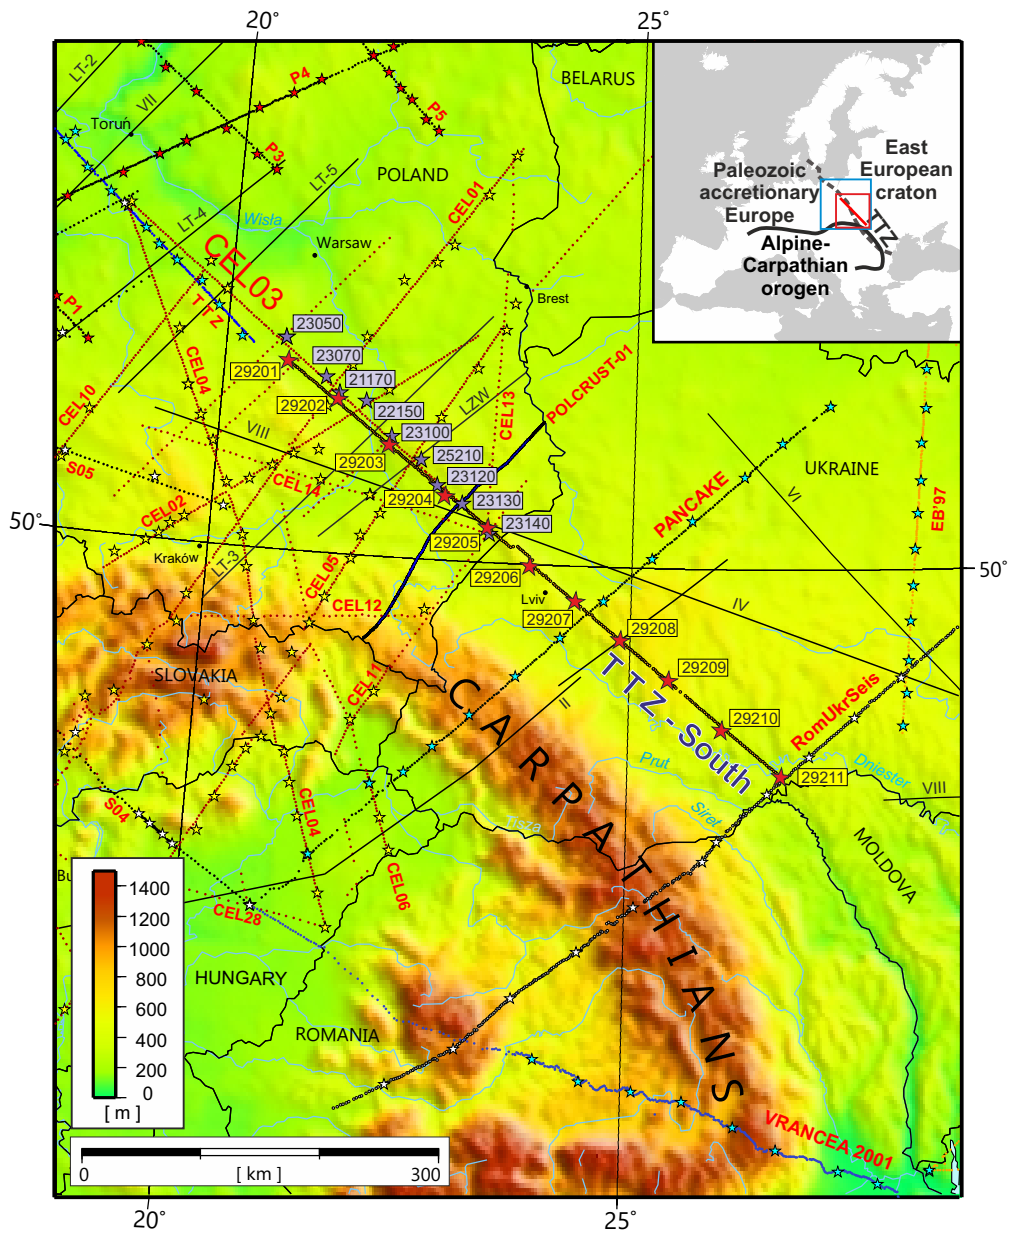 20°
25°
BELARUS
LT-2
VII
P4
P5
Toruń
P3
LT-5
POLAND
CEL01
LT-4
Wisła
Warsaw
CEL03
TTZ
P1
Brest
East
European
craton
Paleozoic
accretionary
Europe
TTZ
Alpine-
Carpathian
orogen
23050
23070
29201
21170
29202
22150
CEL04
CEL10
LZW
CEL13
POLCRUST-01
VIII
23100
29203
25210
S05
CEL14
23120
29204
23130
UKRAINE
VI
PANCAKE
EB'97
CEL02
50°
23140
29205
Kraków
LT-3
CEL05
29206
50°
CEL12
Lviv
29207
IV
29208
SLOVAKIA
29209
CEL11
II
CARPATHIANS
TTZ-South
29210
RomUkrSeis
Prut
Dniester
29211
VIII
S04
CEL04
Siret
Tisza
MOLDOVA
Bu
CEL06
CEL28
1400
1200
1000
800
600
400
200
0
[ m ]
HUNGARY
ROMANIA
VRANCEA 2001
0
[ km ]
300
20°
25°